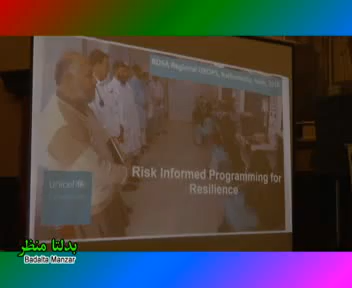 Risk Informed Programming for
Resilience
unicef
بدلتا منظر
Badalta Manzar